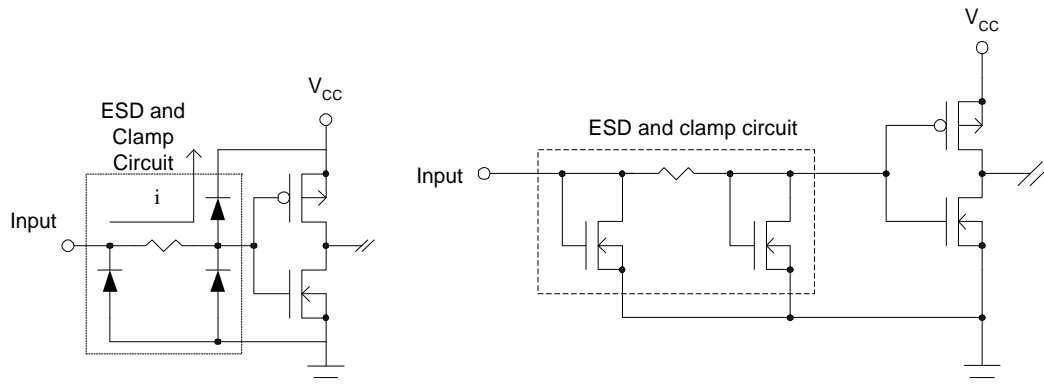 V_CC
ESD and
Clamp
Circuit
i
Input
V_CC
ESD and clamp circuit
Input